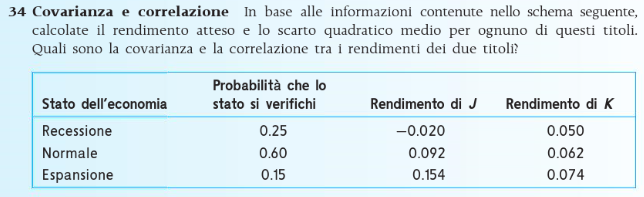 34 Covarianza e correlazione In base alle informazioni contenute nello schema seguente,
calcolate il rendimento atteso e lo scarto quadratico medio per ognuno di questi titoli.
Quali sono la covarianza e la correlazione tra i rendimenti dei due titoli?
Probabilità che lo
Stato dell'economia stato si verifichi Rendimento di J Rendimento di K
Recessione 0.25 −0.020 0.050
Normale 0.60 0.092 0.062
Espansione 0.15 0.154 0.074